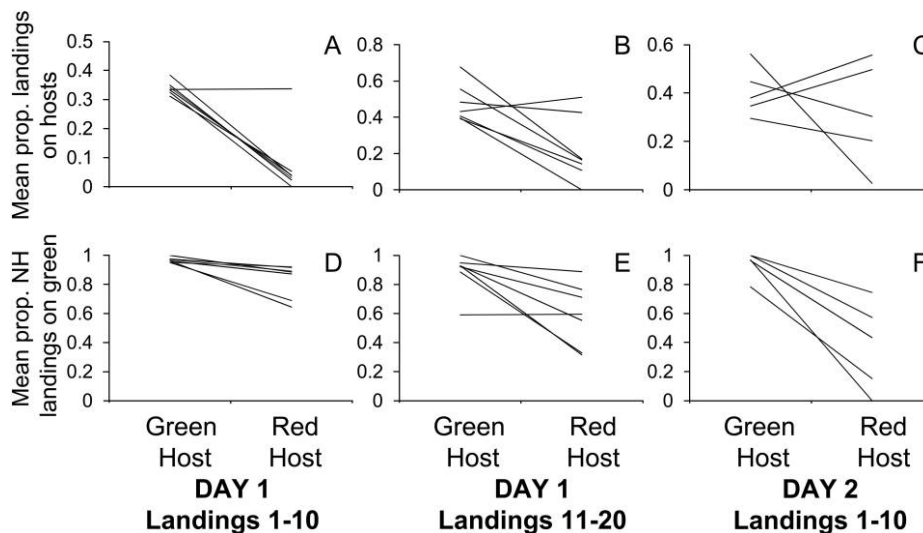 Mean prop. landings
on hosts
0.5
0.4
0.3
0.2
0.1
0
A
0.8
0.6
0.4
0.2
0
B
0.6
0.4
0.2
0
C
Mean prop. NH
landings on green
1
0.8
0.6
0.4
0.2
0
D
1
0.8
0.6
0.4
0.2
0
E
1
0.8
0.6
0.4
0.2
0
F
Green Red
Host Host
DAY 1
Landings 1-10
Green Red
Host Host
DAY 1
Landings 11-20
Green Red
Host Host
DAY 2
Landings 1-10